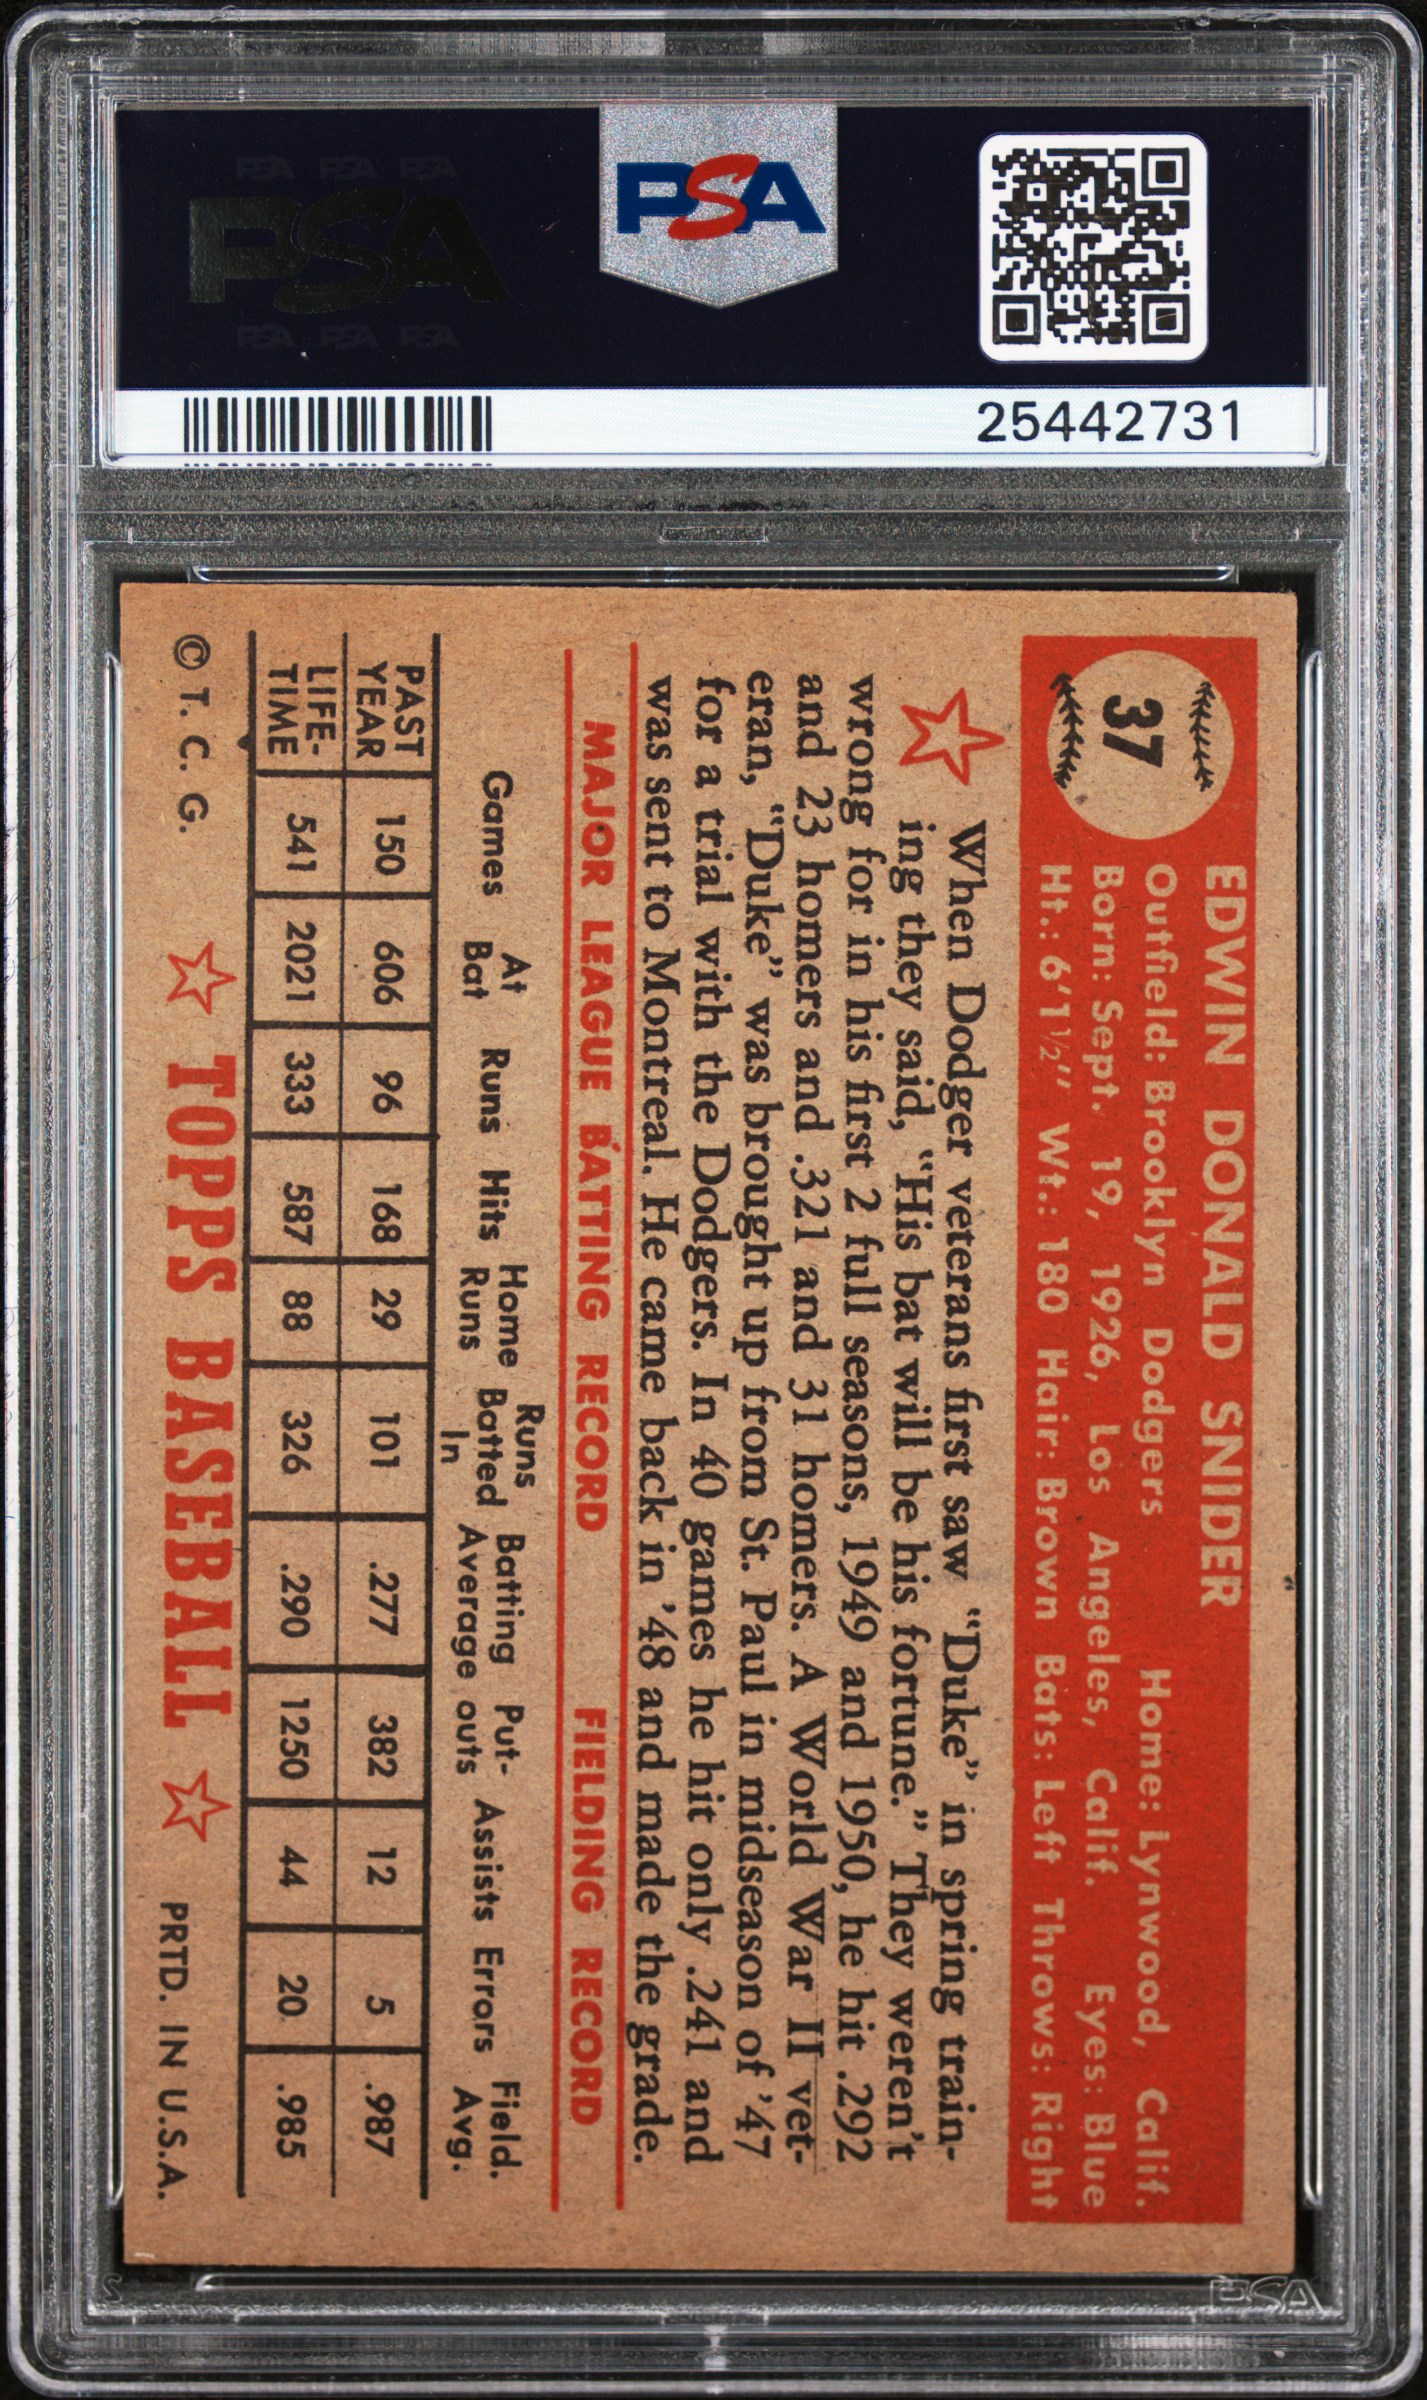 PSA PSA PSA
PSA
PSA PSA PSA
PSA
25442731
37
EDWIN DONALD SNIDER
Outfield: Brooklyn Dodgers Home: Lynwood, Calif.
Born: Sept. 19, 1926, Los Angeles, Calif. Eyes: Blue
Ht.: 6'1½" Wt.: 180 Hair: Brown Bats: Left Throws: Right
When Dodger veterans first saw "Duke" in spring train-
ing they said, "His bat will be his fortune." They weren't
wrong for in his first 2 full seasons, 1949 and 1950, he hit .292
and 23 homers and .321 and 31 homers. A World War II vet-
eran, "Duke" was brought up from St. Paul in midseason of '47
for a trial with the Dodgers. In 40 games he hit only .241 and
was sent to Montreal. He came back in '48 and made the grade.
MAJOR LEAGUE BATTING RECORD FIELDING RECORD
Games At Bat Runs Hits Home Runs Runs Batted In Batting Average Put-outs Assists Errors Field. Avg.
PAST YEAR 150 606 96 168 29 101 .277 382 12 5 .987
LIFE-TIME 541 2021 333 587 88 326 .290 1250 44 20 .985
© T. C. G. TOPPS BASEBALL PRTD. IN U.S.A.
PSA